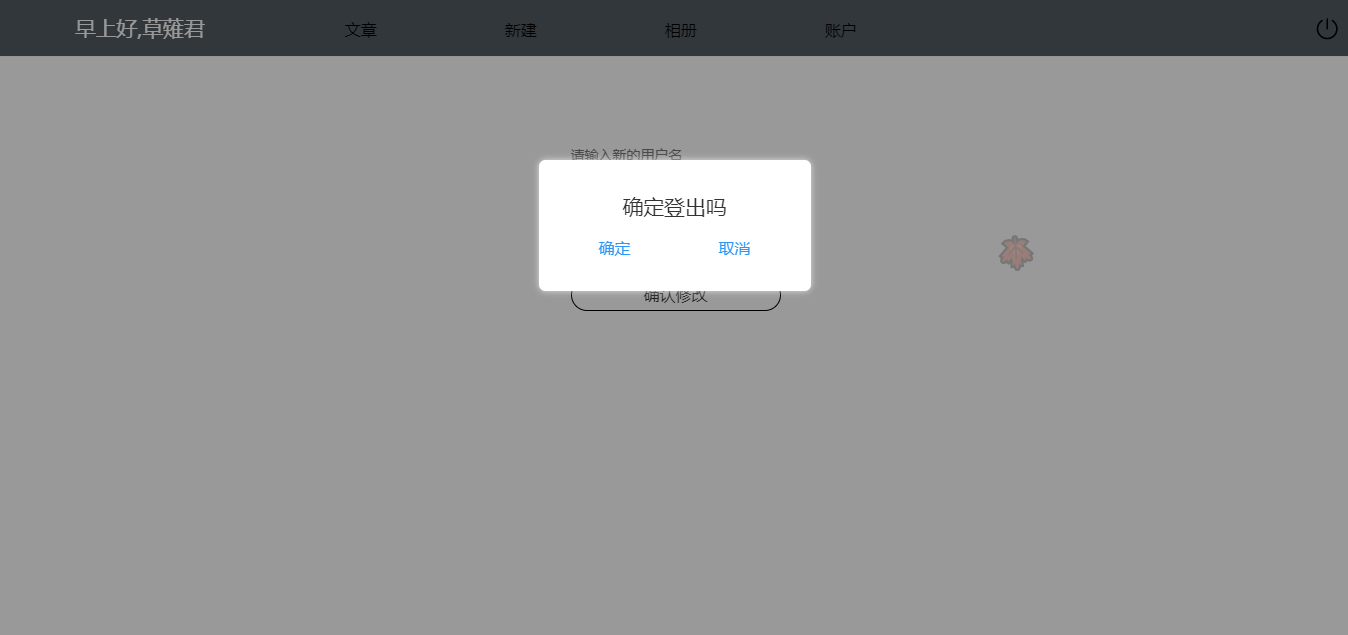 早上好,草薙君 文章 新建 相册 账户
请输入新的用户名
确定登出吗
确定 取消
确认修改